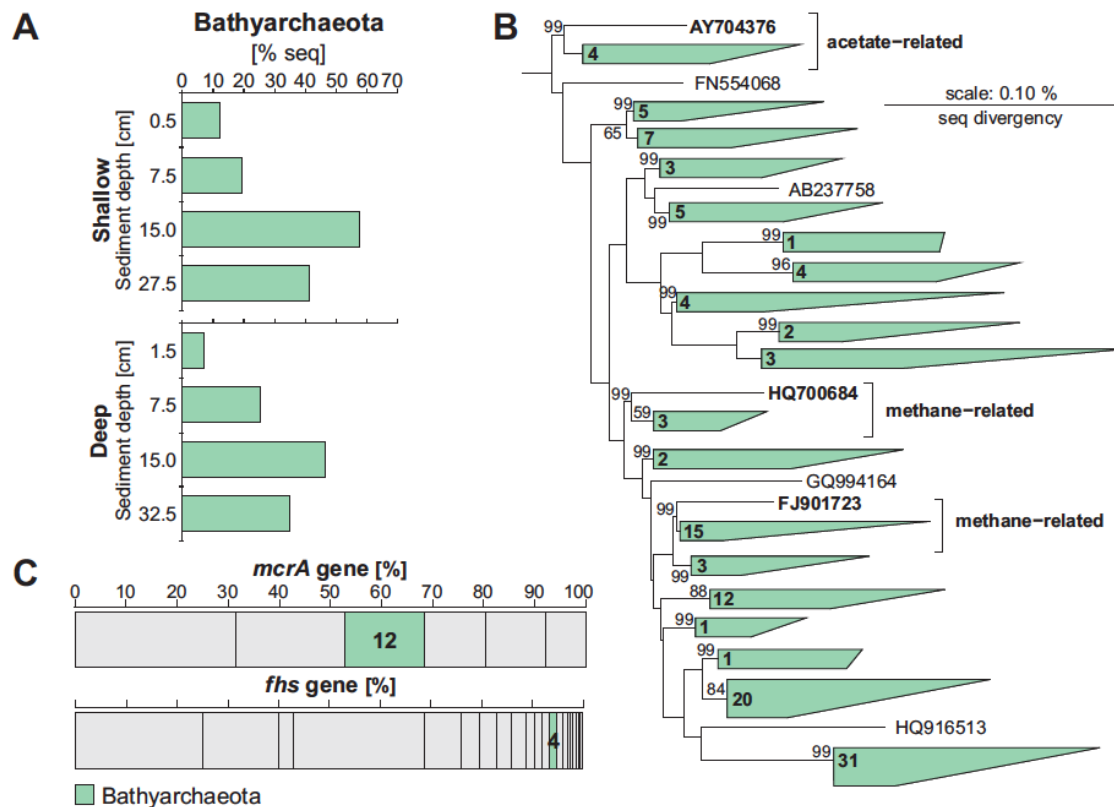 A
Bathyarchaeota
[% seq]
0 10 20 30 40 50 60 70
Shallow
Sediment depth [cm]
0.5
7.5
15.0
27.5
Deep
Sediment depth [cm]
1.5
7.5
15.0
32.5
B
99
AY704376
4
acetate-related
FN554068
scale: 0.10 %
seq divergency
99
5
65
7
99
3
AB237758
99
5
99
1
96
4
99
4
99
2
3
99
HQ700684
59
3
methane-related
99
2
GQ994164
99
FJ901723
15
methane-related
99
3
88
12
99
1
99
1
84
20
HQ916513
99
31
C
mcrA gene [%]
0 10 20 30 40 50 60 70 80 90 100
12
fhs gene [%]
4
Bathyarchaeota